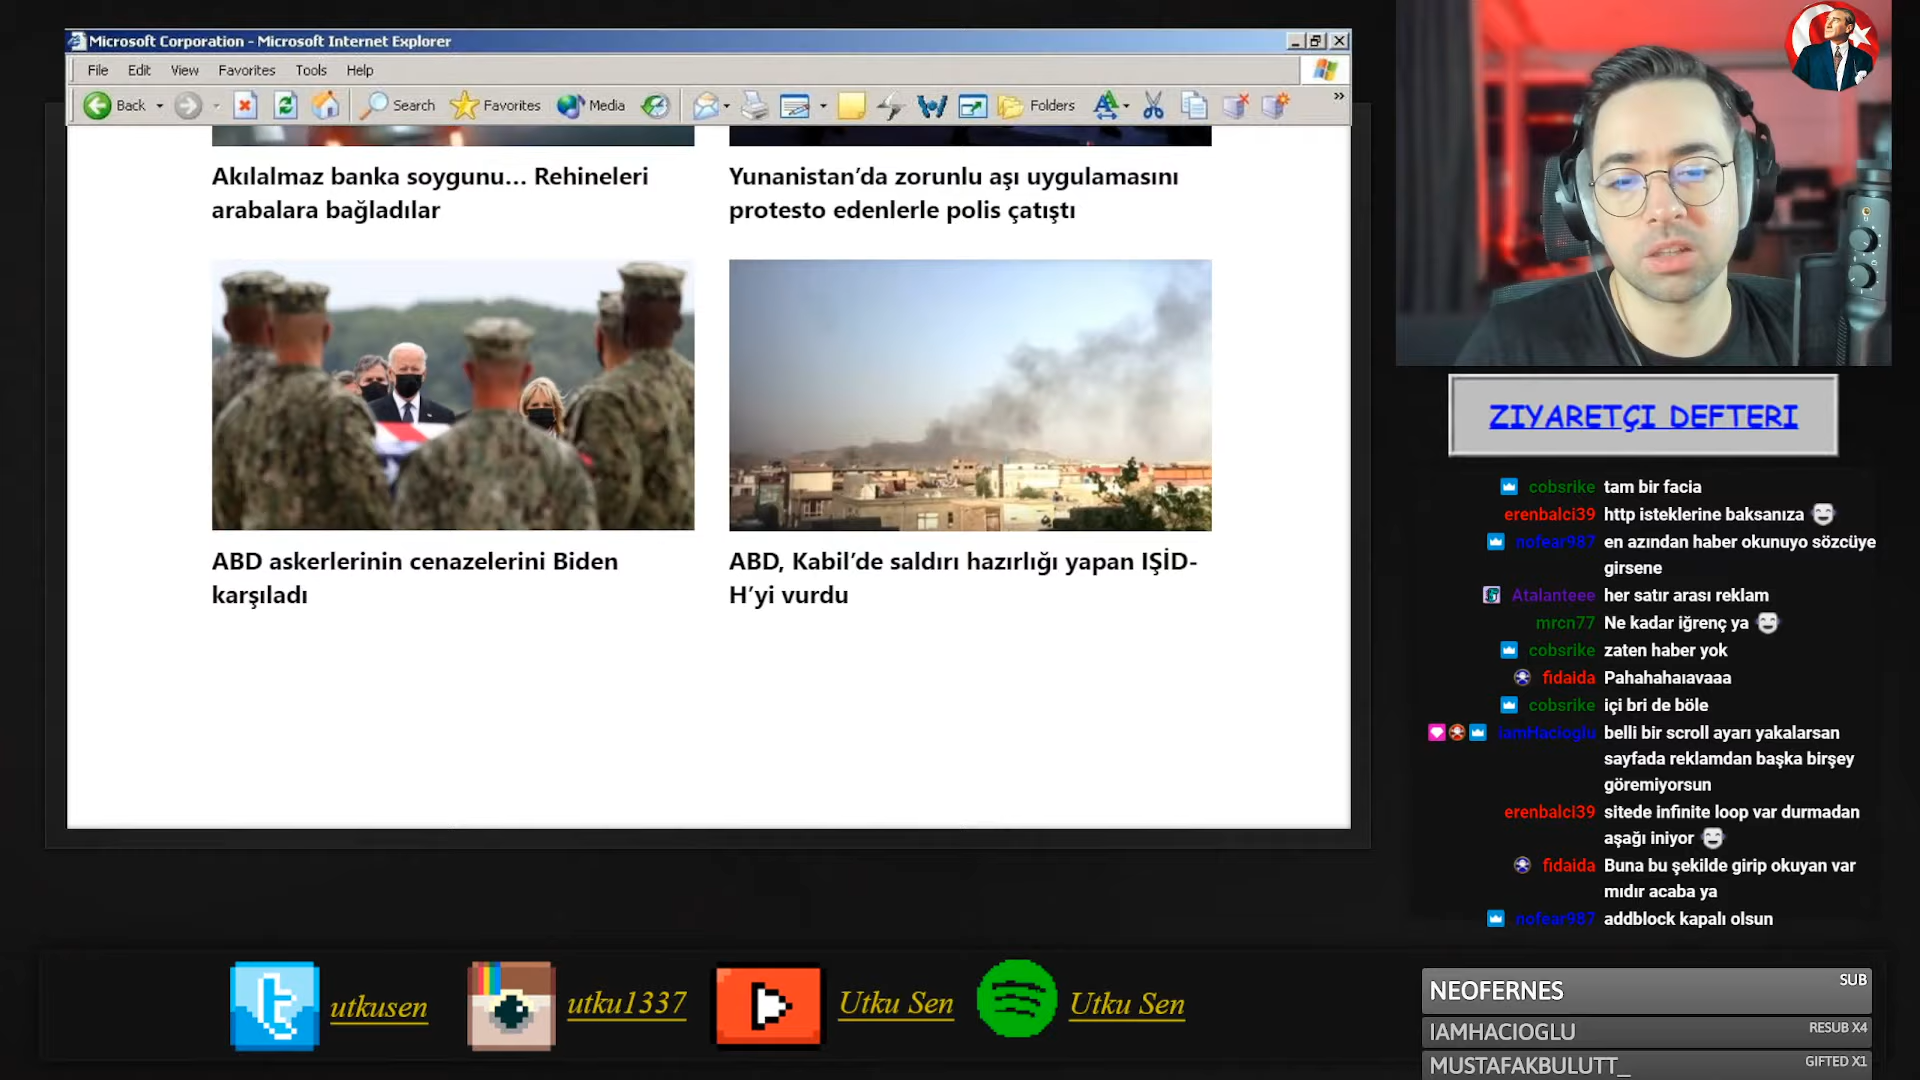 Microsoft Corporation - Microsoft Internet Explorer
File Edit View Favorites Tools Help
Back Search Favorites Media Folders
Akılalmaz banka soygunu… Rehineleri
arabalara bağladılar
Yunanistan’da zorunlu aşı uygulamasını
protesto edenlerle polis çatıştı
ABD askerlerinin cenazelerini Biden
karşıladı
ABD, Kabil’de saldırı hazırlığı yapan IŞİD-
H’yi vurdu
ZIYARETÇI DEFTERI
cobsrike tam bir facia
erenbalci39 http isteklerine baksanıza
nofear987 en azından haber okunuyo sözcüye
girsene
Atalanteee her satır arası reklam
mrcn77 Ne kadar iğrenç ya
cobsrike zaten haber yok
fidaida Pahahahaıavaaa
cobsrike içi bri de böle
iamHacioglu belli bir scroll ayarı yakalarsan
sayfada reklamdan başka birşey
göremiyorsun
erenbalci39 sitede infinite loop var durmadan
aşağı iniyor
fidaida Buna bu şekilde girip okuyan var
mıdır acaba ya
nofear987 addblock kapalı olsun
utkusen
utku1337
Utku Sen
Utku Sen
NEOFERNES SUB
IAMHACIOGLU RESUB X4
MUSTAFAKBULUTT_ GIFTED X1